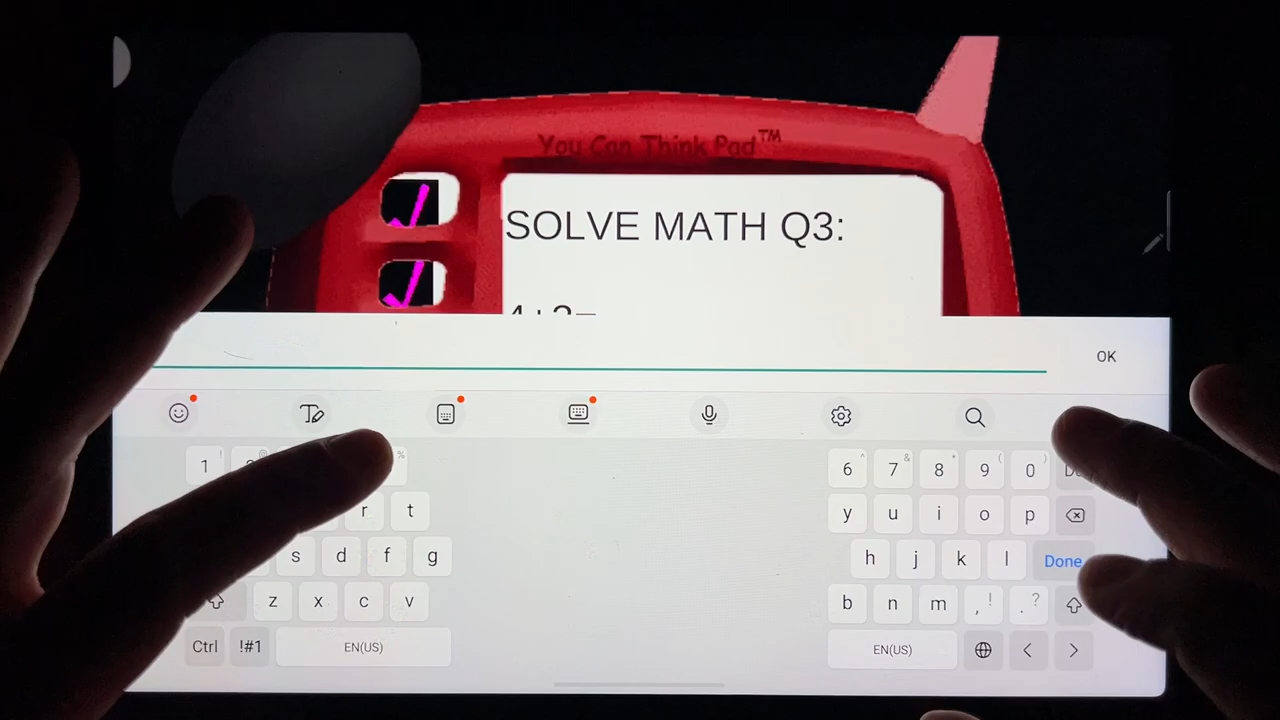 You Can Think Pad™
SOLVE MATH Q3:
OK
1 ! @ %
6 ^ 7 & 8 * 9 ( 0 )
r t
y u i o p
s d f g
h j k l Done
z x c v
b n m , ! . ?
Ctrl !#1 EN(US)
EN(US) < >